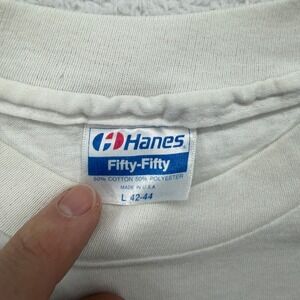 Hanes
Fifty-Fifty
50% COTTON 50% POLYESTER
MADE IN U.S.A.
L 42-44